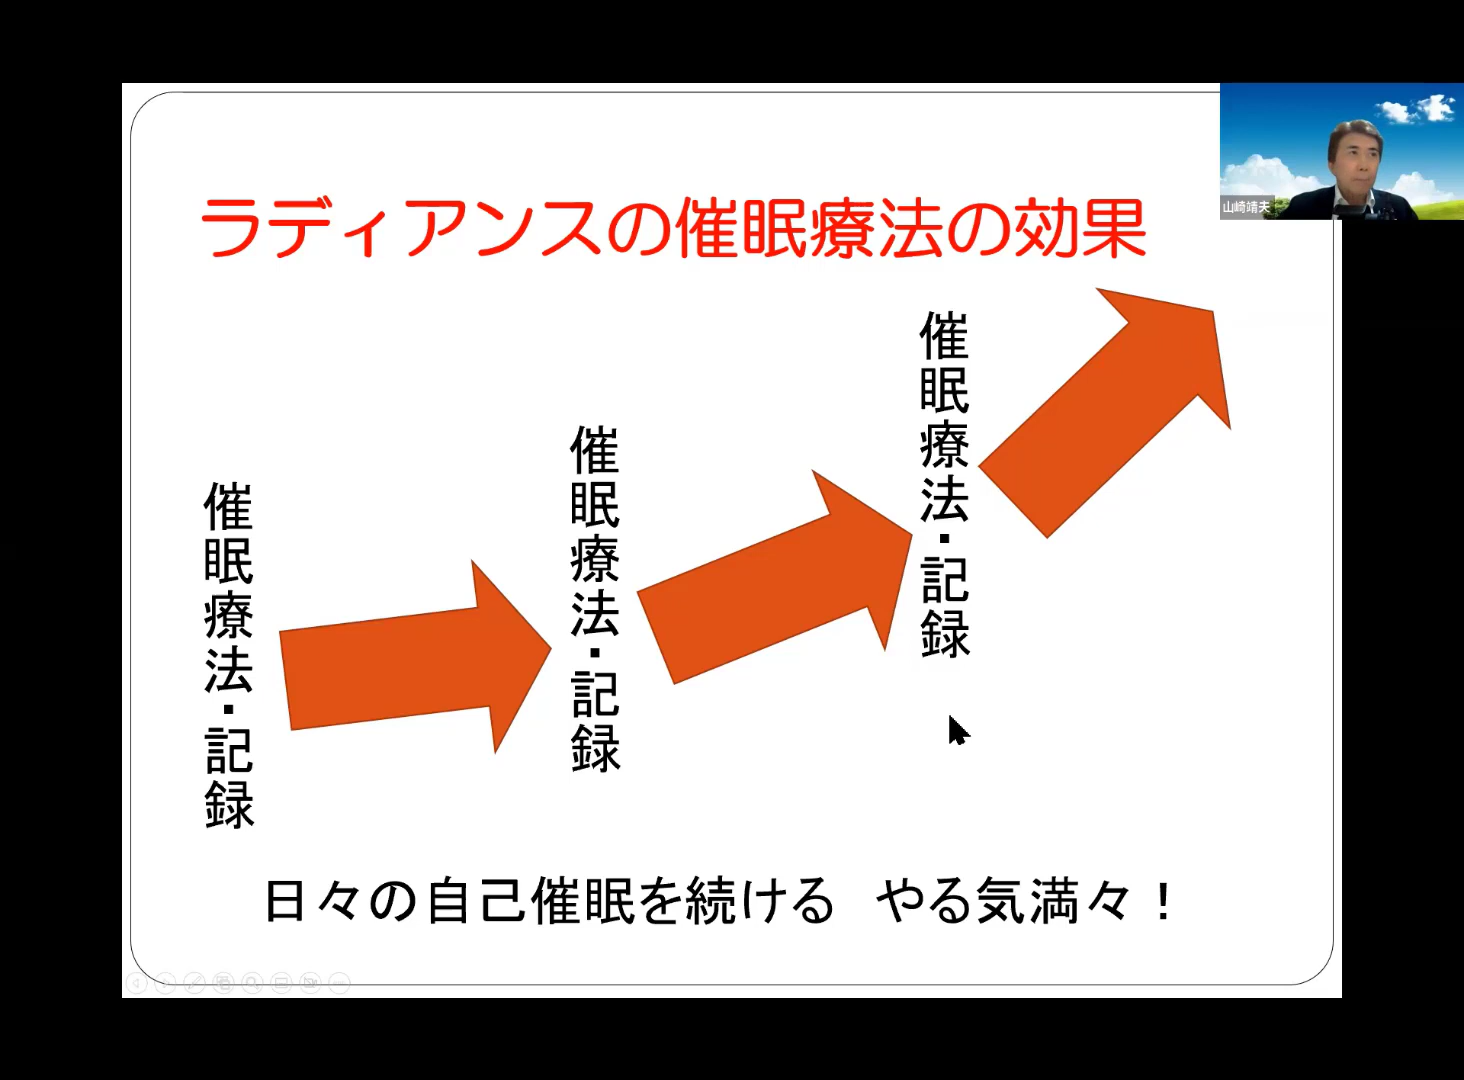 ラディアンスの催眠療法の効果
山崎靖夫
催眠療法・記録
催眠療法・記録
催眠療法・記録
日々の自己催眠を続ける　やる気満々！